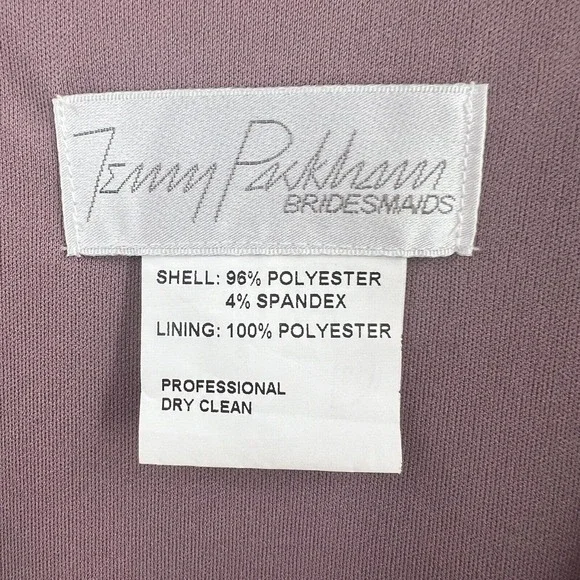 Jenny Packham
BRIDESMAIDS
SHELL: 96% POLYESTER
4% SPANDEX
LINING: 100% POLYESTER
PROFESSIONAL
DRY CLEAN